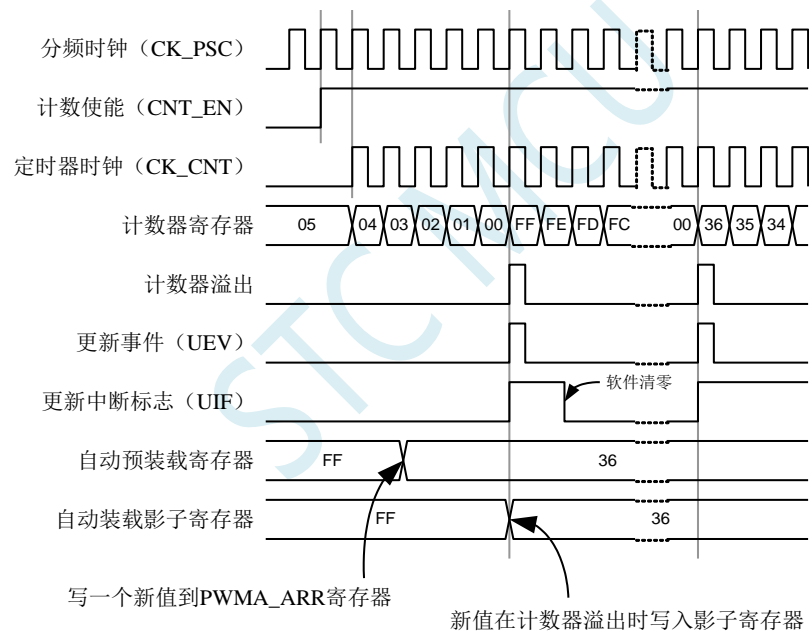 分频时钟（CK_PSC）
计数使能（CNT_EN）
定时器时钟（CK_CNT）
计数器寄存器 05 04 03 02 01 00 FF FE FD FC 00 36 35 34
计数器溢出
更新事件（UEV）
更新中断标志（UIF） 软件清零
自动预装载寄存器 FF 36
自动装载影子寄存器 FF 36
写一个新值到PWMA_ARR寄存器
新值在计数器溢出时写入影子寄存器
STC MCU